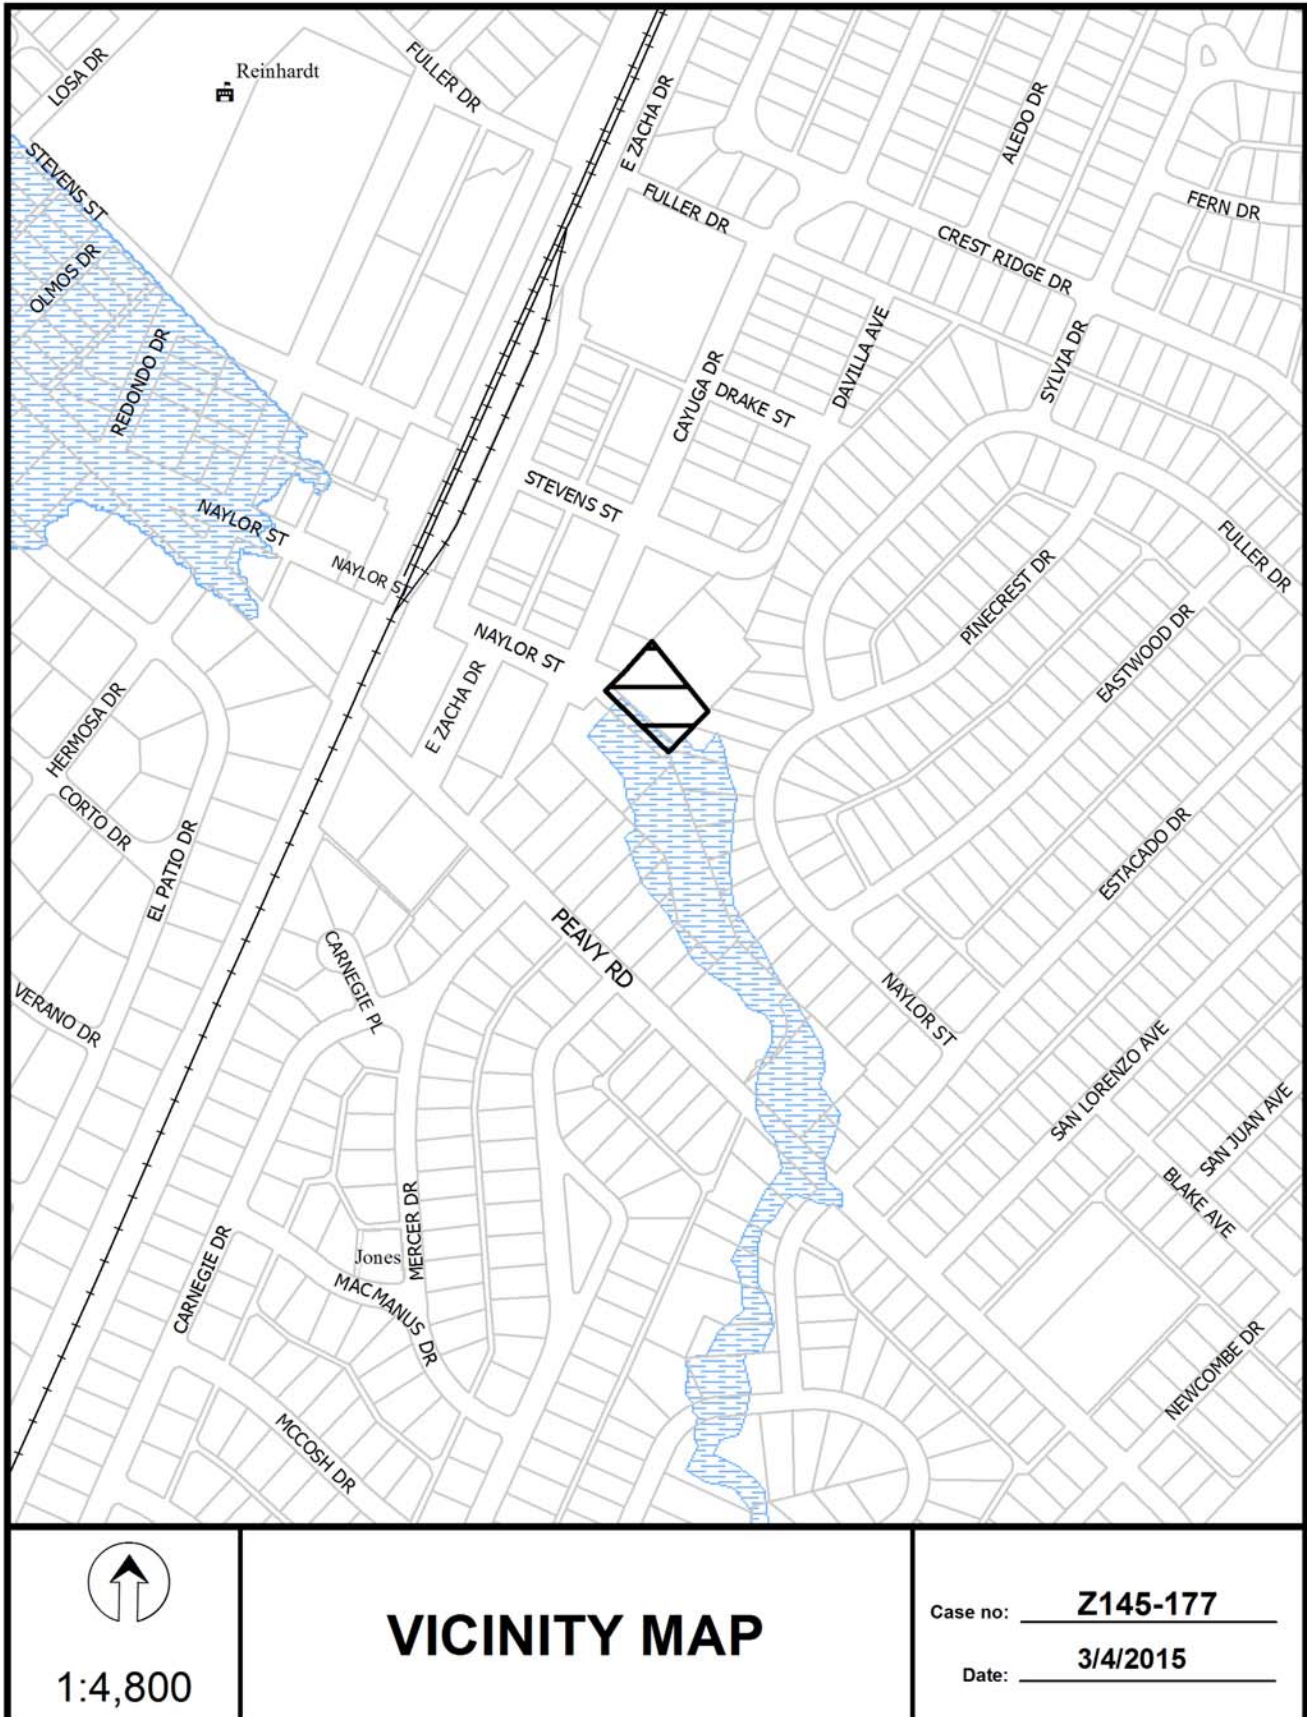 LOSA DR
Reinhardt
FULLER DR
E ZACHA DR
ALEDO DR
STEVENS ST
FULLER DR
FERN DR
CREST RIDGE DR
OLMOS DR
REDONDO DR
DAVILLA AVE
SYLVIA DR
CAYUGA DR
DRAKE ST
STEVENS ST
NAYLOR ST
NAYLOR ST
FULLER DR
PINECREST DR
EASTWOOD DR
NAYLOR ST
E ZACHA DR
HERMOSA DR
CORTO DR
EL PATIO DR
ESTACADO DR
PEAVY RD
CARNEGIE PL
VERANO DR
NAYLOR ST
SAN LORENZO AVE
SAN JUAN AVE
BLAKE AVE
MERCER DR
CARNEGIE DR
Jones
MAC MANUS DR
NEWCOMBE DR
MCCOSH DR
1:4,800
VICINITY MAP
Case no: Z145-177
Date: 3/4/2015